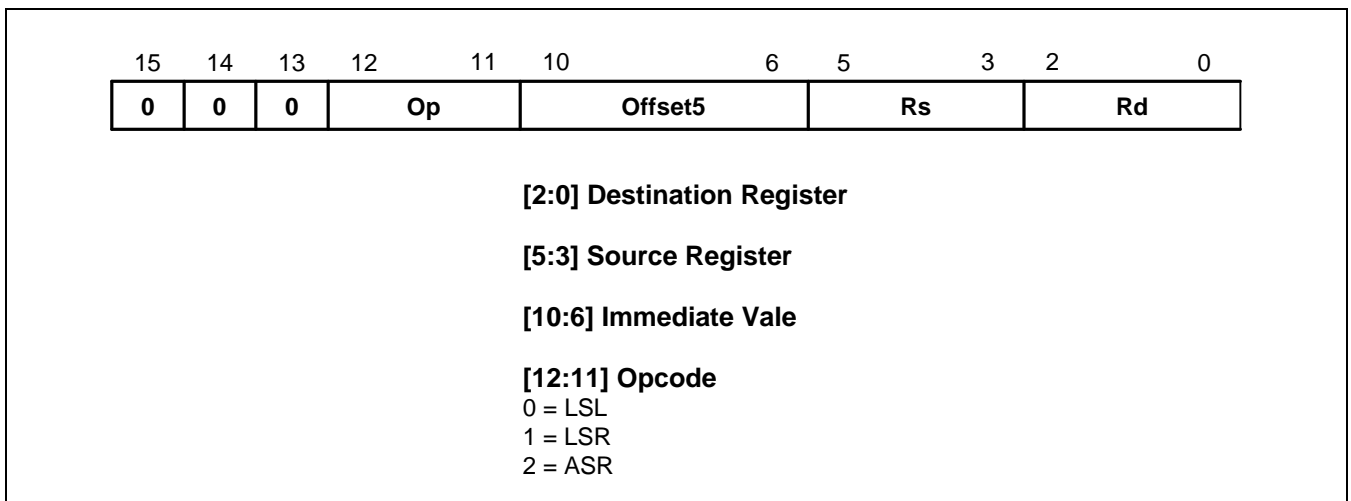 15 14 13 12 11 10 6 5 3 2 0
0 0 0 Op Offset5 Rs Rd
[2:0] Destination Register
[5:3] Source Register
[10:6] Immediate Vale
[12:11] Opcode
0 = LSL
1 = LSR
2 = ASR